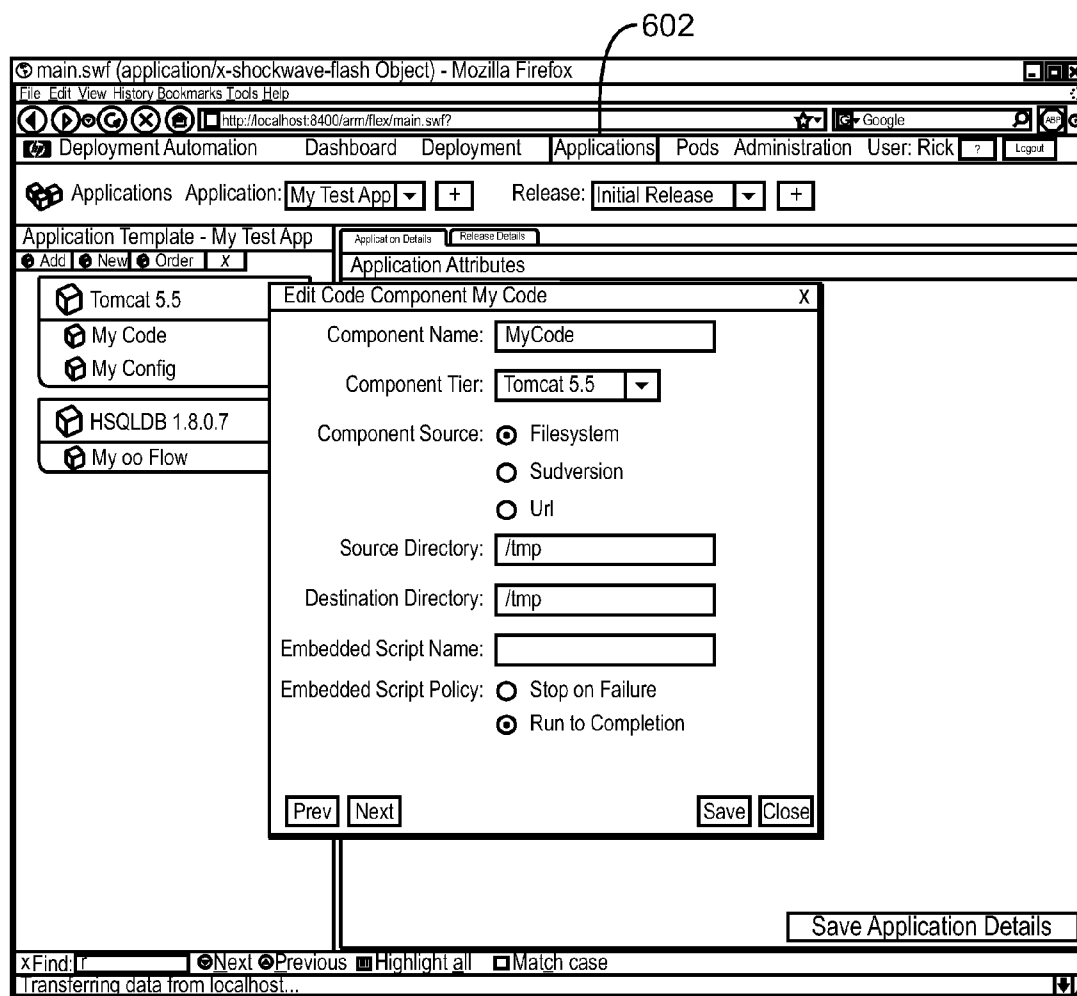 602
main.swf (application/x-shockwave-flash Object) - Mozilla Firefox
File Edit View History Bookmarks Tools Help
http://localhost:8400/arm/flex/main.swf? G Google ABP
hp Deployment Automation Dashboard Deployment Applications Pods Administration User: Rick ? Logout
Applications Application: My Test App + Release: Initial Release +
Application Template - My Test App Application Details Release Details
Add New Order X Application Attributes
Tomcat 5.5
My Code
My Config
HSQLDB 1.8.0.7
My oo Flow
Edit Code Component My Code X
Component Name: MyCode
Component Tier: Tomcat 5.5
Component Source: Filesystem
Sudversion
Url
Source Directory: /tmp
Destination Directory: /tmp
Embedded Script Name:
Embedded Script Policy: Stop on Failure
Run to Completion
Prev Next Save Close
Save Application Details
x Find: r Next Previous Highlight all Match case
Transferring data from localhost...